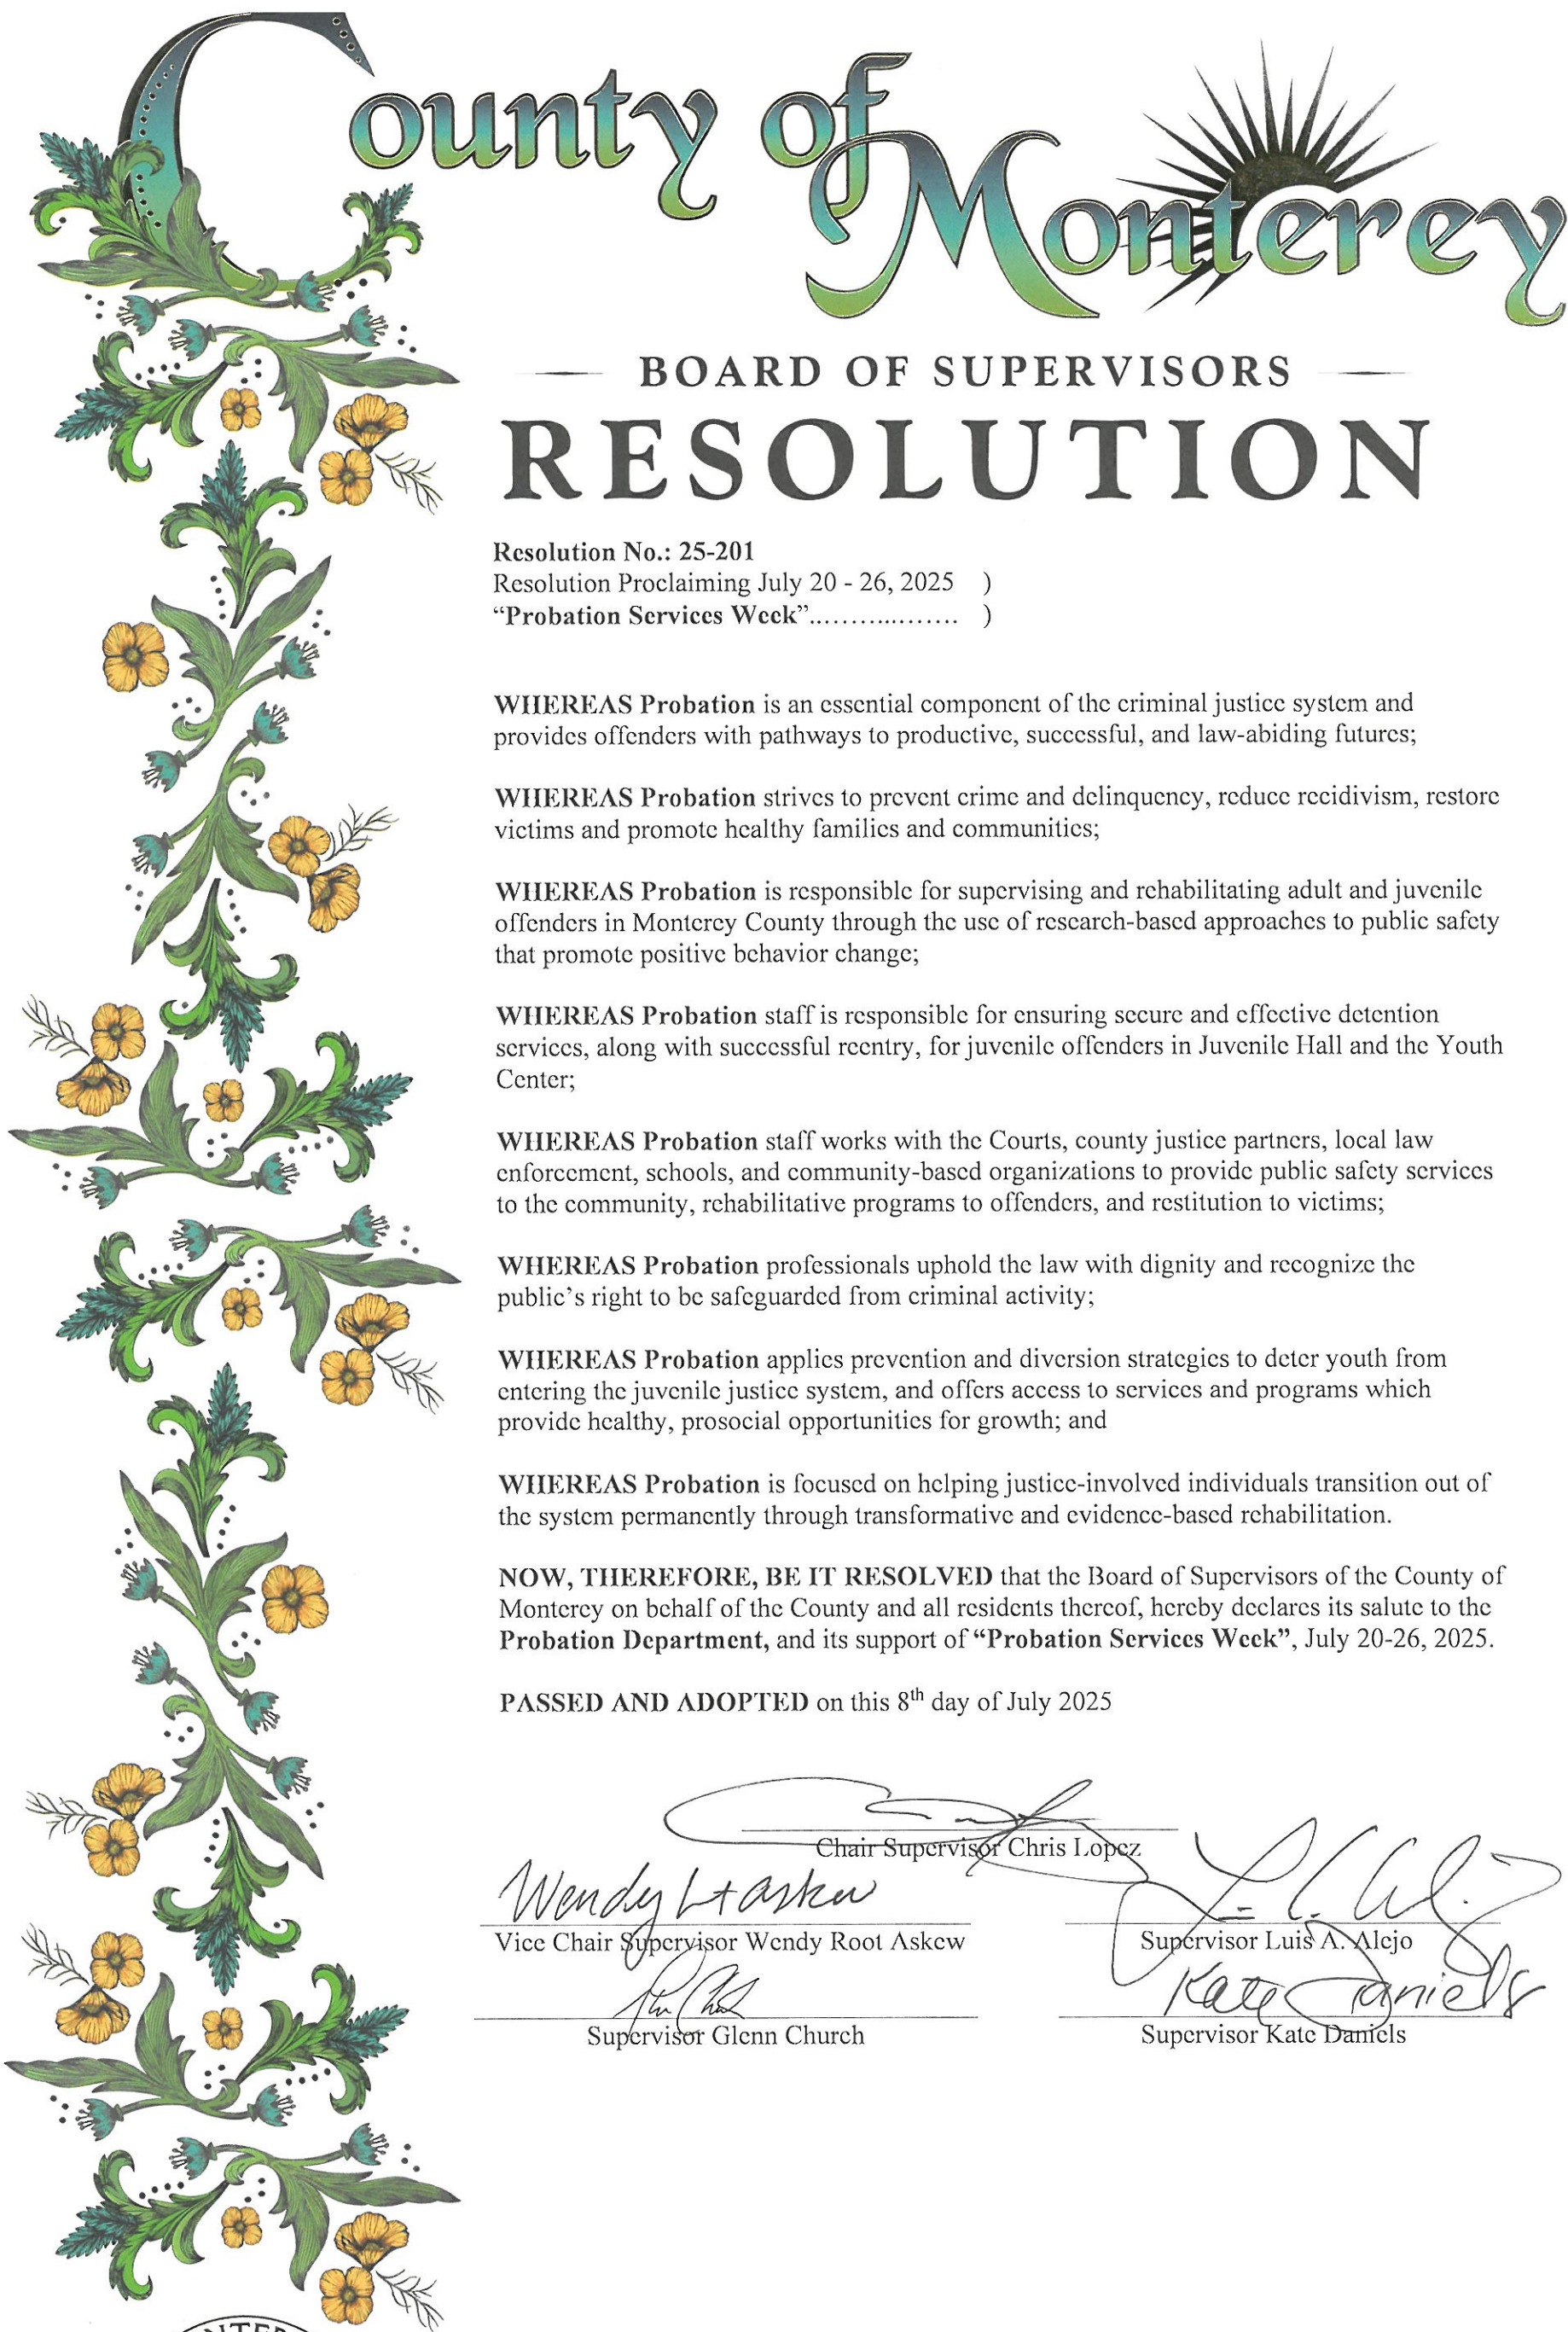 County of
Monterey
BOARD OF SUPERVISORS
RESOLUTION
Resolution No.: 25-201
Resolution Proclaiming July 20 - 26, 2025 )
“Probation Services Week”.................... )
WHEREAS Probation is an essential component of the criminal justice system and
provides offenders with pathways to productive, successful, and law-abiding futures;
WHEREAS Probation strives to prevent crime and delinquency, reduce recidivism, restore
victims and promote healthy families and communities;
WHEREAS Probation is responsible for supervising and rehabilitating adult and juvenile
offenders in Monterey County through the use of research-based approaches to public safety
that promote positive behavior change;
WHEREAS Probation staff is responsible for ensuring secure and effective detention
services, along with successful reentry, for juvenile offenders in Juvenile Hall and the Youth
Center;
WHEREAS Probation staff works with the Courts, county justice partners, local law
enforcement, schools, and community-based organizations to provide public safety services
to the community, rehabilitative programs to offenders, and restitution to victims;
WHEREAS Probation professionals uphold the law with dignity and recognize the
public’s right to be safeguarded from criminal activity;
WHEREAS Probation applies prevention and diversion strategies to deter youth from
entering the juvenile justice system, and offers access to services and programs which
provide healthy, prosocial opportunities for growth; and
WHEREAS Probation is focused on helping justice-involved individuals transition out of
the system permanently through transformative and evidence-based rehabilitation.
NOW, THEREFORE, BE IT RESOLVED that the Board of Supervisors of the County of
Monterey on behalf of the County and all residents thereof, hereby declares its salute to the
Probation Department, and its support of “Probation Services Week”, July 20-26, 2025.
PASSED AND ADOPTED on this 8th day of July 2025
Chair Supervisor Chris Lopez
Wendy Rt Askew
Vice Chair Supervisor Wendy Root Askew
Supervisor Luis A. Alejo
Kate Daniels
Supervisor Glenn Church
Supervisor Kate Daniels